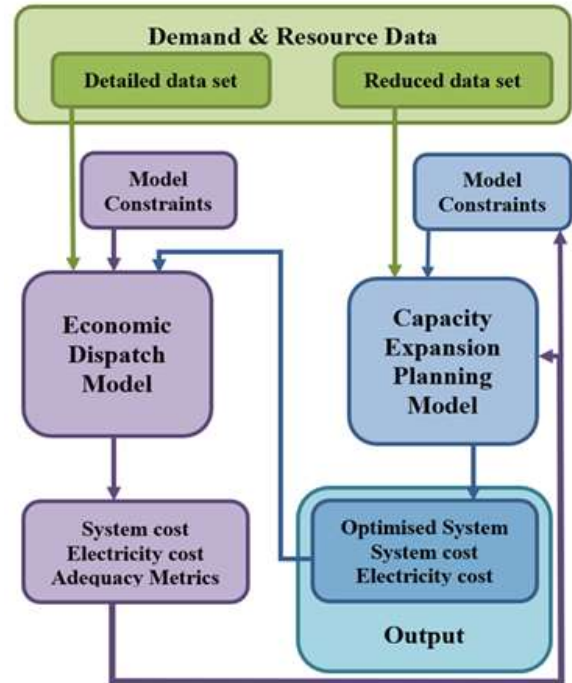 Demand & Resource Data
Detailed data set
Reduced data set
Model
Constraints
Model
Constraints
Economic
Dispatch
Model
Capacity
Expansion
Planning
Model
System cost
Electricity cost
Adequacy Metrics
Optimised System
System cost
Electricity cost
Output